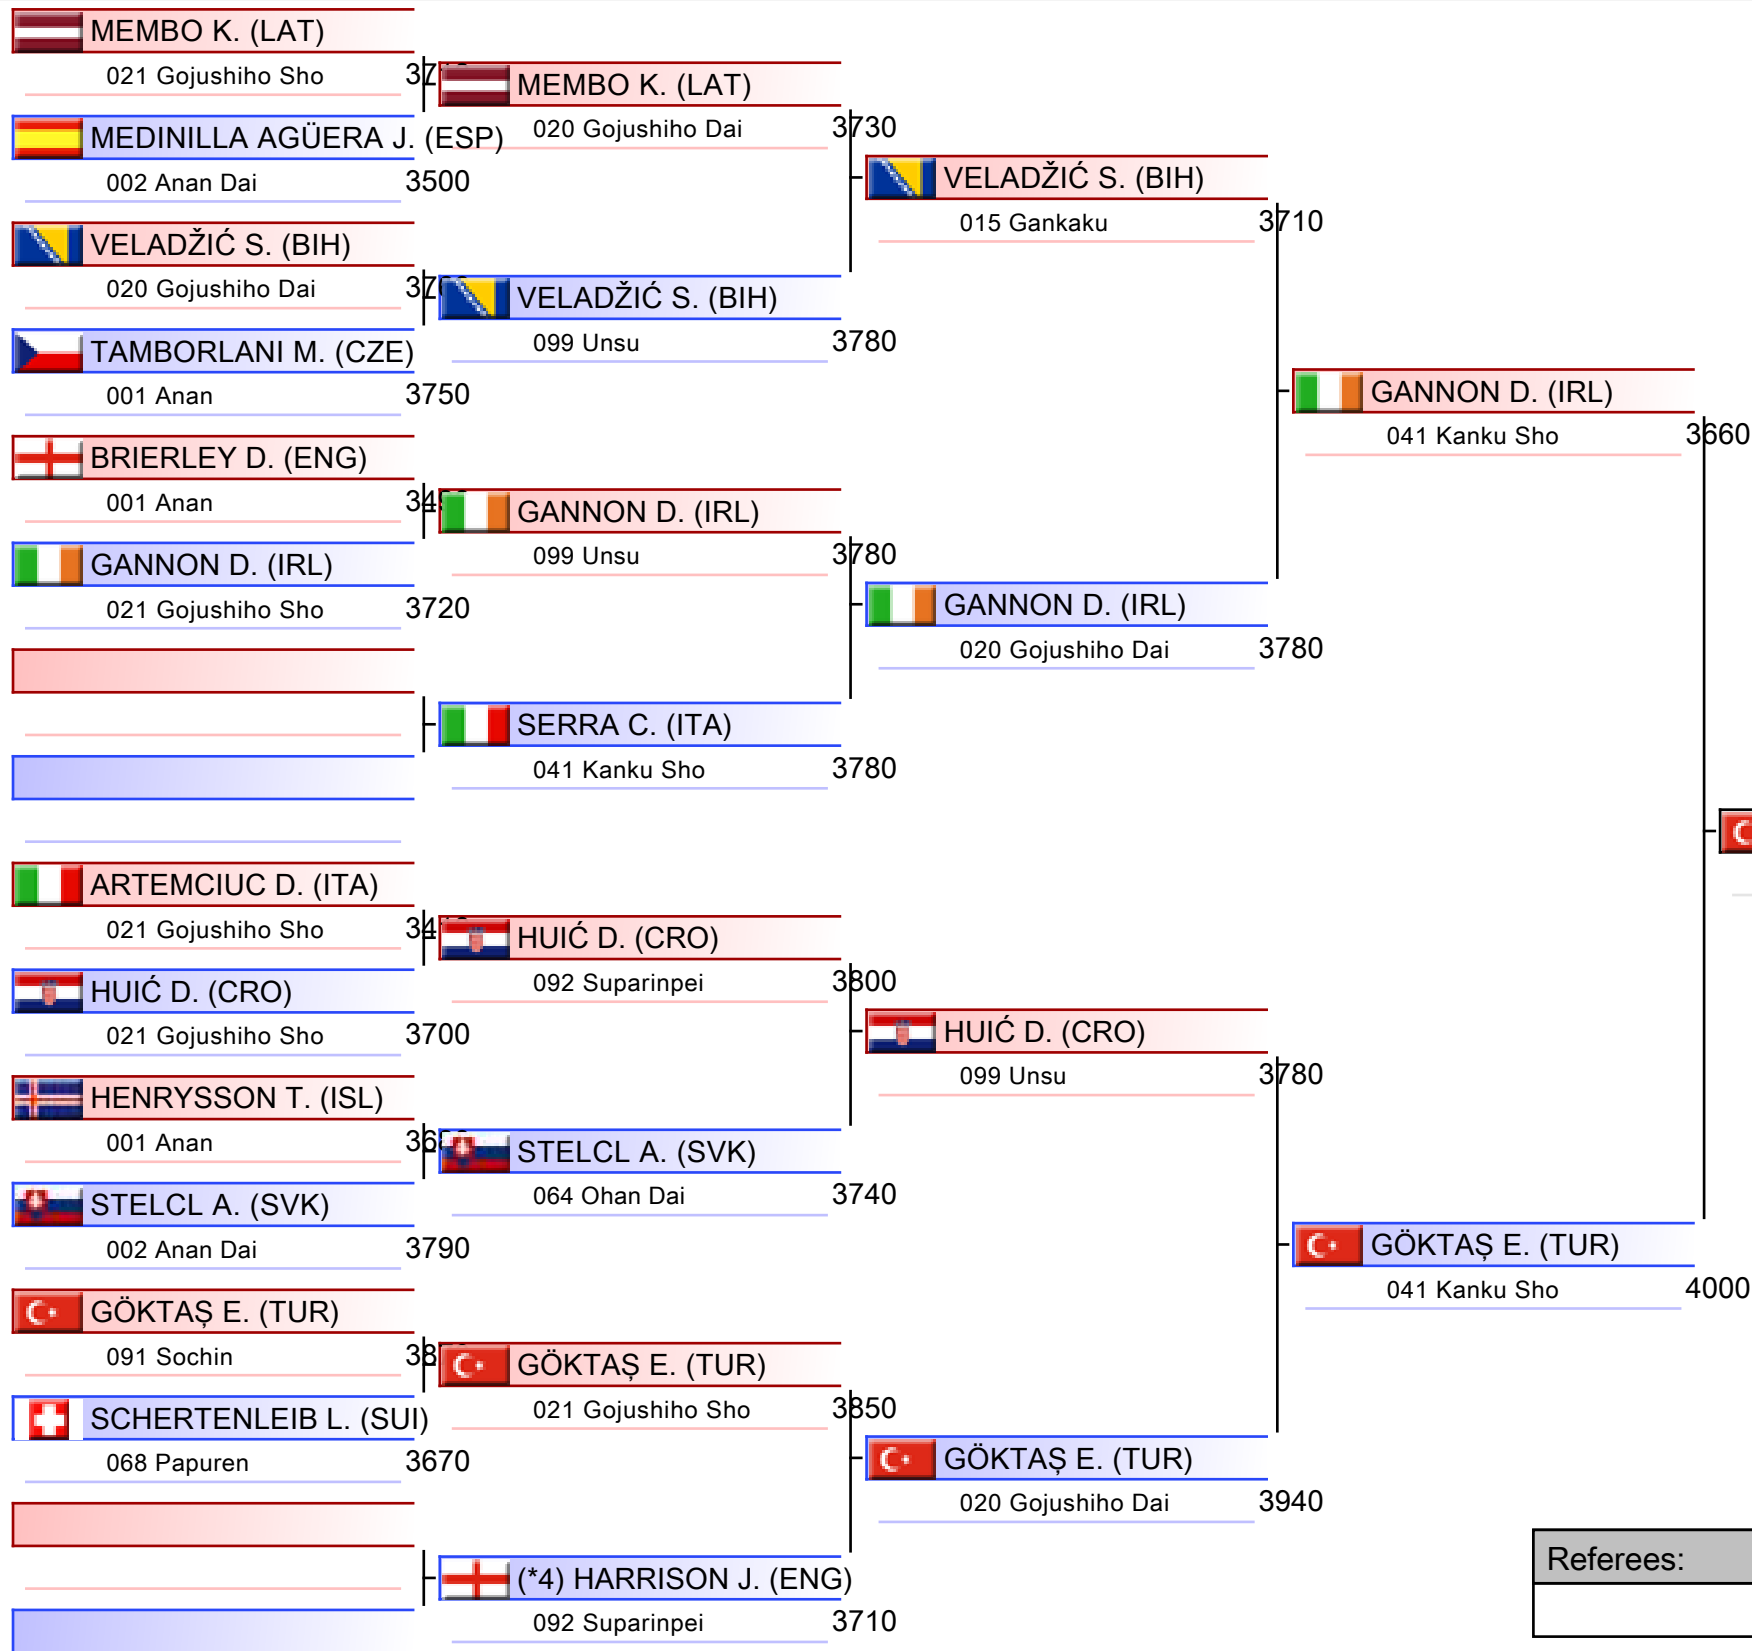 MEMBO K. (LAT)
021 Gojushiho Sho
MEDINILLA AGÜERA J. (ESP)
002 Anan Dai 3500
VELADŽIĆ S. (BIH)
020 Gojushiho Dai
TAMBORLANI M. (CZE)
001 Anan 3750
BRIERLEY D. (ENG)
001 Anan
GANNON D. (IRL)
021 Gojushiho Sho 3720
ARTEMCIUC D. (ITA)
021 Gojushiho Sho
HUIĆ D. (CRO)
021 Gojushiho Sho 3700
HENRYSSON T. (ISL)
001 Anan
STELCL A. (SVK)
002 Anan Dai 3790
GÖKTAŞ E. (TUR)
091 Sochin
SCHERTENLEIB L. (SUI)
068 Papuren 3670
MEMBO K. (LAT)
020 Gojushiho Dai 3730
VELADŽIĆ S. (BIH)
099 Unsu 3780
GANNON D. (IRL)
099 Unsu 3780
SERRA C. (ITA)
041 Kanku Sho 3780
HUIĆ D. (CRO)
092 Suparinpei 3800
STELCL A. (SVK)
064 Ohan Dai 3740
GÖKTAŞ E. (TUR)
021 Gojushiho Sho 3850
(*4) HARRISON J. (ENG)
092 Suparinpei 3710
VELADŽIĆ S. (BIH)
015 Gankaku 3710
GANNON D. (IRL)
020 Gojushiho Dai 3780
HUIĆ D. (CRO)
099 Unsu 3780
GÖKTAŞ E. (TUR)
020 Gojushiho Dai 3940
GANNON D. (IRL)
041 Kanku Sho 3660
GÖKTAŞ E. (TUR)
041 Kanku Sho 4000
Referees: